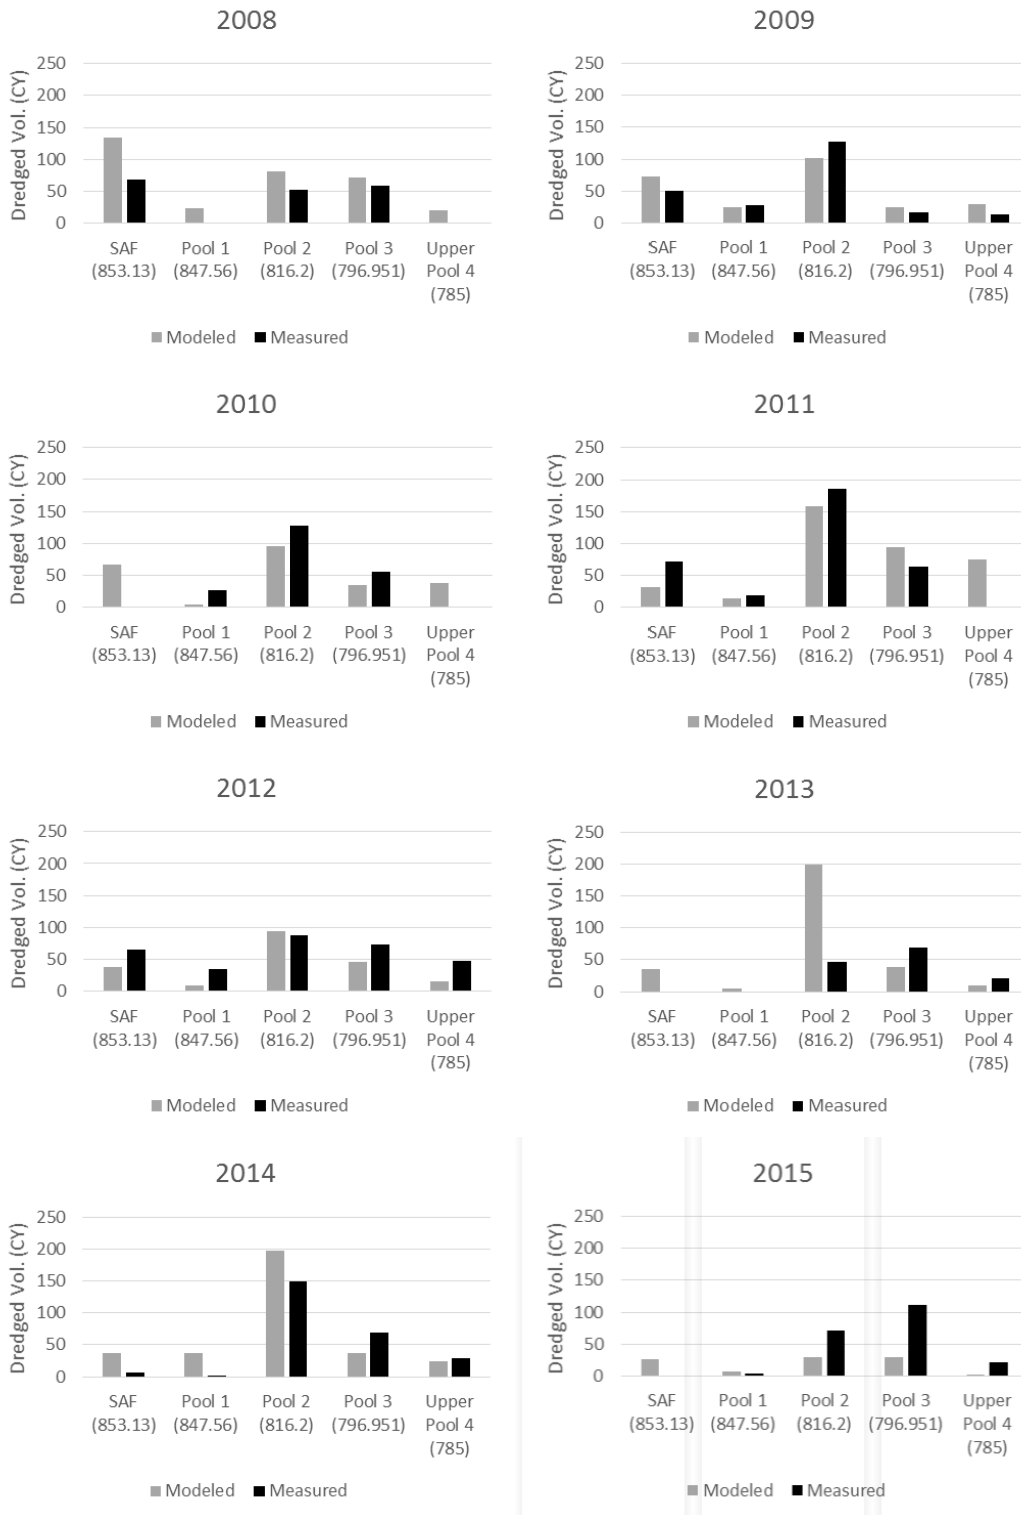 2008
Dredged Vol. (CY)
250
200
150
100
50
0
SAF Pool 1 Pool 2 Pool 3 Upper
(853.13) (847.56) (816.2) (796.951) Pool 4
(785)
Modeled Measured
2009
Dredged Vol. (CY)
250
200
150
100
50
0
SAF Pool 1 Pool 2 Pool 3 Upper
(853.13) (847.56) (816.2) (796.951) Pool 4
(785)
Modeled Measured
2010
Dredged Vol. (CY)
250
200
150
100
50
0
SAF Pool 1 Pool 2 Pool 3 Upper
(853.13) (847.56) (816.2) (796.951) Pool 4
(785)
Modeled Measured
2011
Dredged Vol. (CY)
250
200
150
100
50
0
SAF Pool 1 Pool 2 Pool 3 Upper
(853.13) (847.56) (816.2) (796.951) Pool 4
(785)
Modeled Measured
2012
Dredged Vol. (CY)
250
200
150
100
50
0
SAF Pool 1 Pool 2 Pool 3 Upper
(853.13) (847.56) (816.2) (796.951) Pool 4
(785)
Modeled Measured
2013
Dredged Vol. (CY)
250
200
150
100
50
0
SAF Pool 1 Pool 2 Pool 3 Upper
(853.13) (847.56) (816.2) (796.951) Pool 4
(785)
Modeled Measured
2014
Dredged Vol. (CY)
250
200
150
100
50
0
SAF Pool 1 Pool 2 Pool 3 Upper
(853.13) (847.56) (816.2) (796.951) Pool 4
(785)
Modeled Measured
2015
Dredged Vol. (CY)
250
200
150
100
50
0
SAF Pool 1 Pool 2 Pool 3 Upper
(853.13) (847.56) (816.2) (796.951) Pool 4
(785)
Modeled Measured